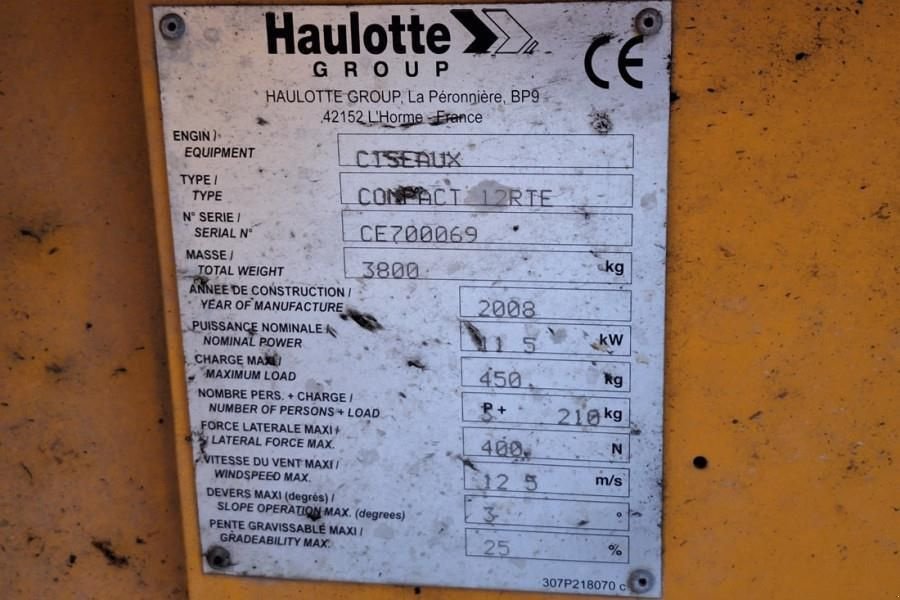 Haulotte
GROUP
CE
HAULOTTE GROUP, La Péronnière, BP9
42152 L'Horme - France
ENGIN /
EQUIPMENT
CISEAUX
TYPE /
TYPE
COMPACT 12RTE
N° SERIE /
SERIAL N°
CE700069
MASSE /
TOTAL WEIGHT
3800 kg
ANNEE DE CONSTRUCTION /
YEAR OF MANUFACTURE
2008
PUISSANCE NOMINALE /
NOMINAL POWER
11 5 kW
CHARGE MAXI /
MAXIMUM LOAD
450 kg
NOMBRE PERS. + CHARGE /
NUMBER OF PERSONS + LOAD
3 P + 210 kg
FORCE LATERALE MAXI /
LATERAL FORCE MAX.
400 N
VITESSE DU VENT MAXI /
WINDSPEED MAX.
12 5 m/s
DEVERS MAXI (degrés) /
SLOPE OPERATION MAX. (degrees)
3 °
PENTE GRAVISSABLE MAXI /
GRADEABILITY MAX.
25 %
307P218070 c